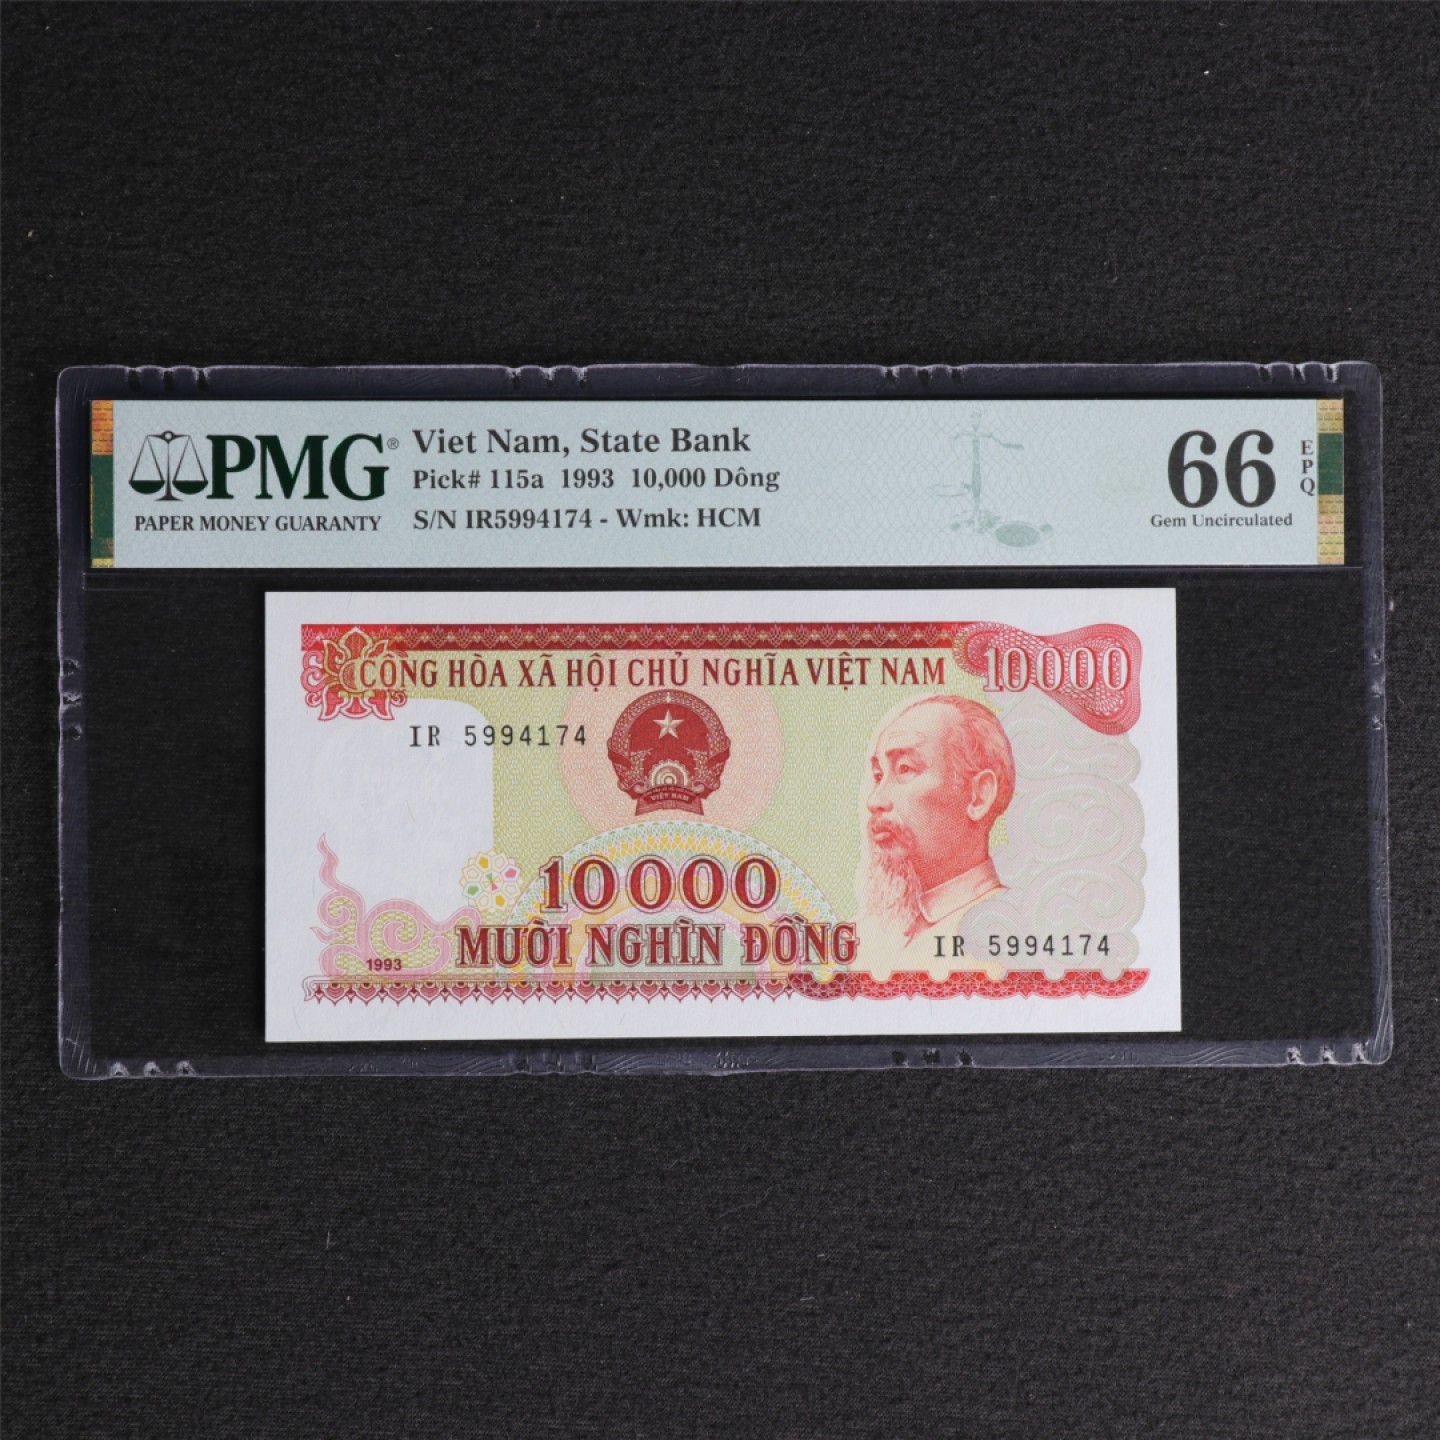 PMG®
PAPER MONEY GUARANTY
Viet Nam, State Bank
Pick# 115a 1993 10,000 Dông
S/N IR5994174 - Wmk: HCM
66
EPQ
Gem Uncirculated
CỘNG HÒA XÃ HỘI CHỦ NGHĨA VIỆT NAM
10000
IR 5994174
VIỆT NAM
10000
MƯỜI NGHÌN ĐỒNG
IR 5994174
1993